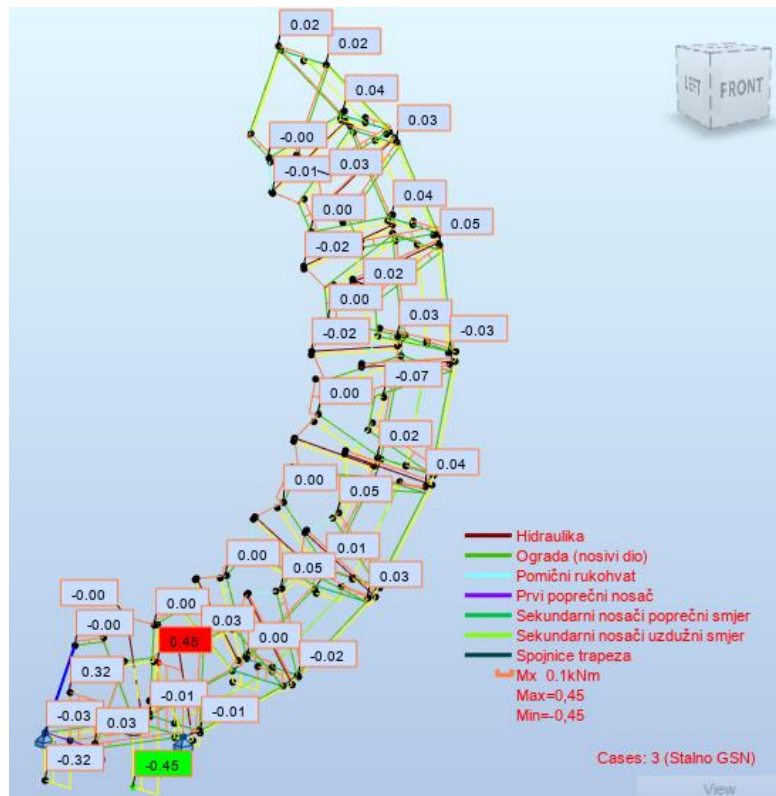 0.02
0.02
LEFT
FRONT
0.04
0.03
-0.00
0.03
-0.01
0.04
0.00
0.05
-0.02
0.02
0.00
0.03
-0.03
-0.02
-0.07
0.00
0.02
0.04
0.00
0.05
0.01
0.00
0.05
0.03
-0.00
0.00
0.03
-0.00
0.45
0.00
-0.02
0.32
-0.01
-0.03
0.03
-0.01
-0.32
-0.45
Hidraulika
Ograda (nosivi dio)
Pomični rukohvat
Prvi poprečni nosač
Sekundarni nosači poprečni smjer
Sekundarni nosači uzdužni smjer
Spojnice trapeza
Mx 0.1kNm
Max=0,45
Min=-0,45
Cases: 3 (Stalno GSN)
View